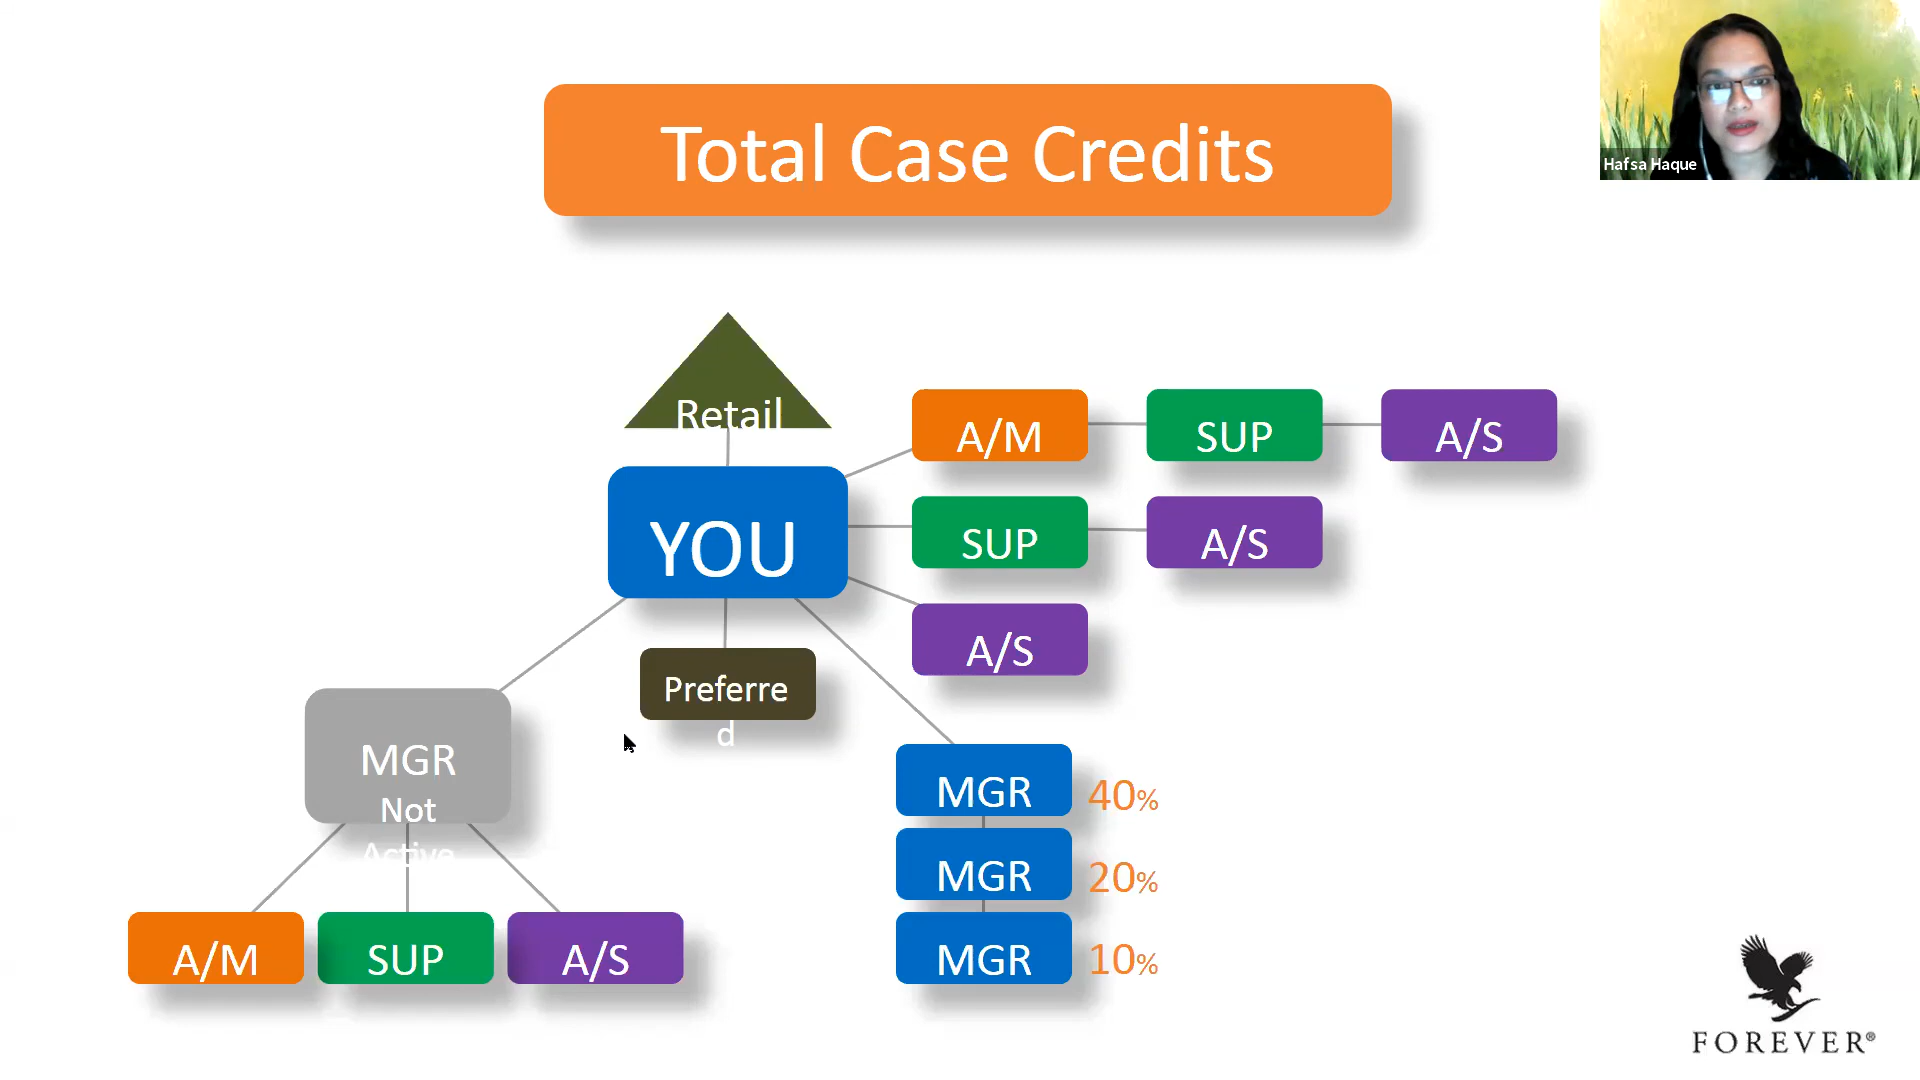 Total Case Credits
Hafsa Haque
Retail
A/M
SUP
A/S
YOU
SUP
A/S
A/S
Preferre
d
MGR
Not
Active
MGR
40%
MGR
20%
A/M
SUP
A/S
MGR
10%
FOREVER®